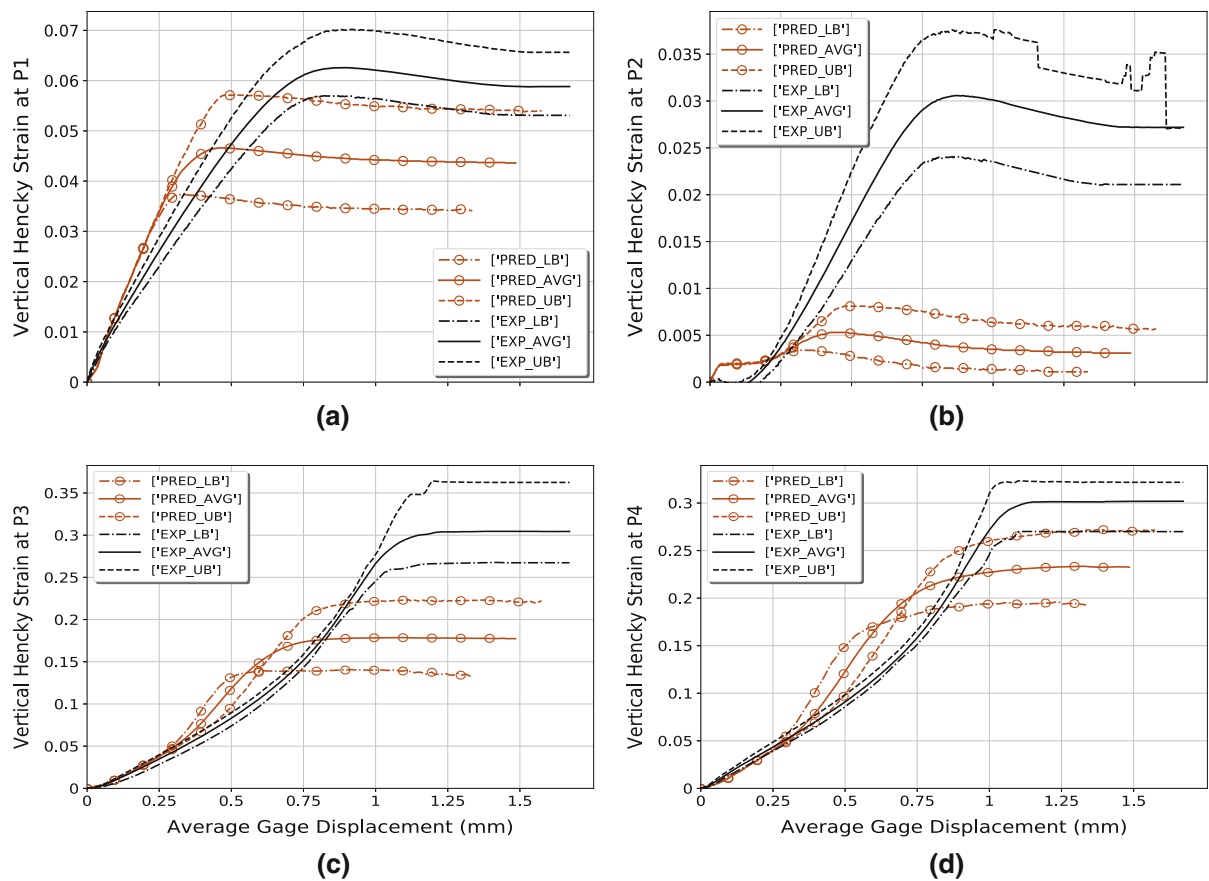 Vertical Hencky Strain at P1
0.07
0.06
0.05
0.04
0.03
0.02
0.01
0
['PRED_LB']
['PRED_AVG']
['PRED_UB']
['EXP_LB']
['EXP_AVG']
['EXP_UB']
(a)
Vertical Hencky Strain at P2
0.035
0.03
0.025
0.02
0.015
0.01
0.005
0
['PRED_LB']
['PRED_AVG']
['PRED_UB']
['EXP_LB']
['EXP_AVG']
['EXP_UB']
(b)
Vertical Hencky Strain at P3
0.35
0.3
0.25
0.2
0.15
0.1
0.05
0
['PRED_LB']
['PRED_AVG']
['PRED_UB']
['EXP_LB']
['EXP_AVG']
['EXP_UB']
0 0.25 0.5 0.75 1 1.25 1.5
Average Gage Displacement (mm)
(c)
Vertical Hencky Strain at P4
0.3
0.25
0.2
0.15
0.1
0.05
0
['PRED_LB']
['PRED_AVG']
['PRED_UB']
['EXP_LB']
['EXP_AVG']
['EXP_UB']
0 0.25 0.5 0.75 1 1.25 1.5
Average Gage Displacement (mm)
(d)